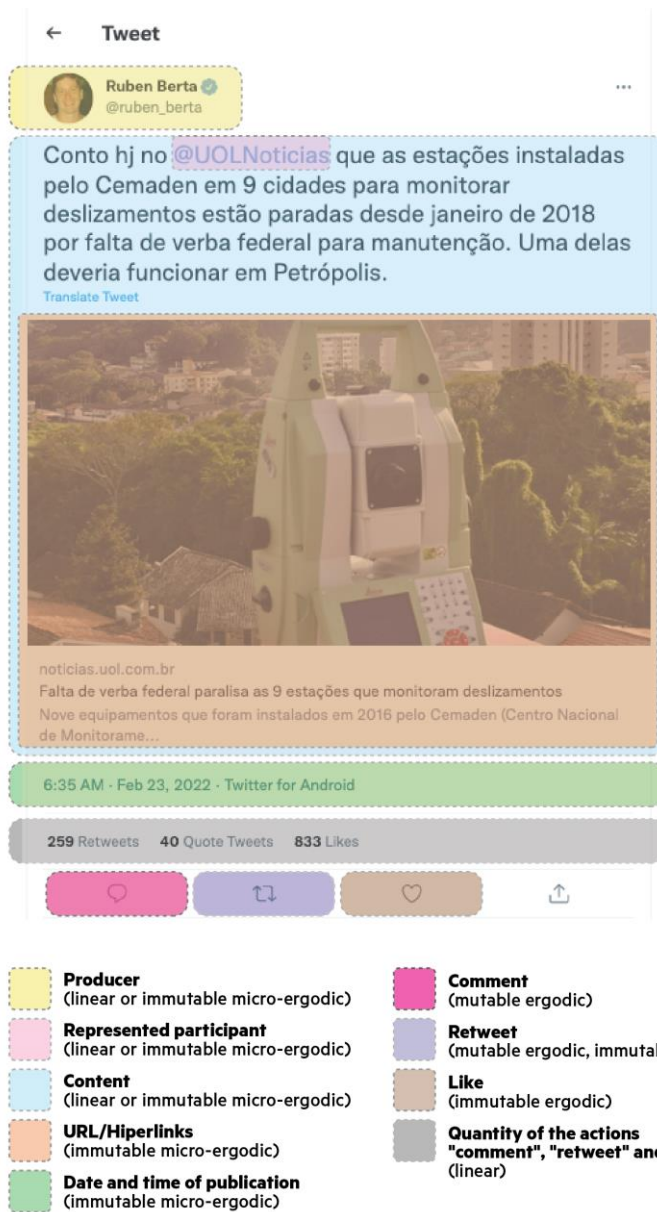 Tweet
Ruben Berta
@ruben_berta
Conto hj no @UOLNoticias que as estações instaladas
pelo Cemaden em 9 cidades para monitorar
deslizamentos estão paradas desde janeiro de 2018
por falta de verba federal para manutenção. Uma delas
deveria funcionar em Petrópolis.
Translate Tweet
noticias.uol.com.br
Falta de verba federal paralisa as 9 estações que monitoram deslizamentos
Nove equipamentos que foram instalados em 2016 pelo Cemaden (Centro Nacional
de Monitorame...
6:35 AM · Feb 23, 2022 · Twitter for Android
259 Retweets 40 Quote Tweets 833 Likes
Producer
(linear or immutable micro-ergodic)
Represented participant
(linear or immutable micro-ergodic)
Content
(linear or immutable micro-ergodic)
URL/Hiperlinks
(immutable micro-ergodic)
Date and time of publication
(immutable micro-ergodic)
Comment
(mutable ergodic)
Retweet
(mutable ergodic, immutal
Like
(immutable ergodic)
Quantity of the actions
"comment", "retweet" and
(linear)